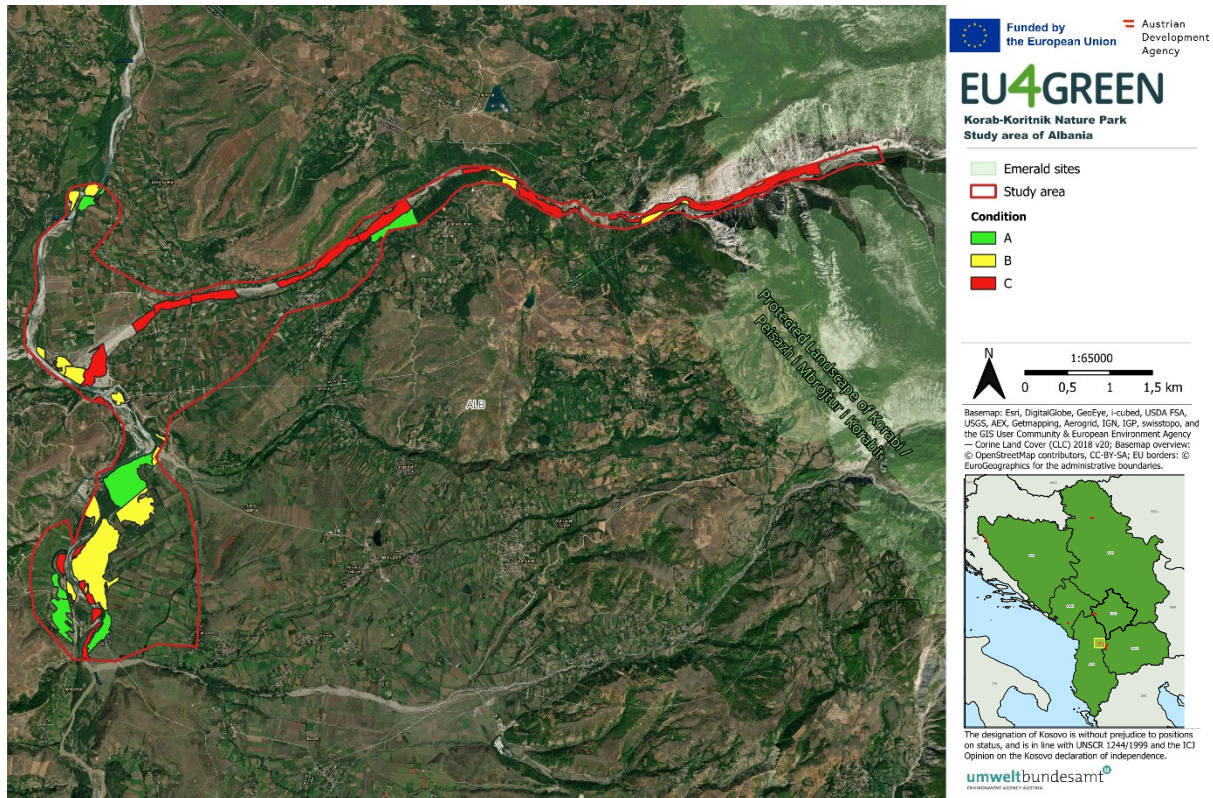 Funded by
the European Union
Austrian
Development
Agency
EU4GREEN
Korab-Koritnik Nature Park
Study area of Albania
Emerald sites
Study area
Condition
A
B
C
N
1:65000
0 0,5 1 1,5 km
Basemap: Esri, DigitalGlobe, GeoEye, i-cubed, USDA FSA,
USGS, AEX, Getmapping, Aerogrid, IGN, IGP, swisstopo, and
the GIS User Community & European Environment Agency
— Corine Land Cover (CLC) 2018 v20; Basemap overview:
© OpenStreetMap contributors, CC-BY-SA; EU borders: ©
EuroGeographics for the administrative boundaries.
The designation of Kosovo is without prejudice to positions
on status, and is in line with UNSCR 1244/1999 and the ICJ
Opinion on the Kosovo declaration of independence.
umweltbundesamt
ENVIRONMENT AGENCY AUSTRIA
ALB
Protected Landscape of Korabi /
Peisazh i Mbrojtur i Korabit